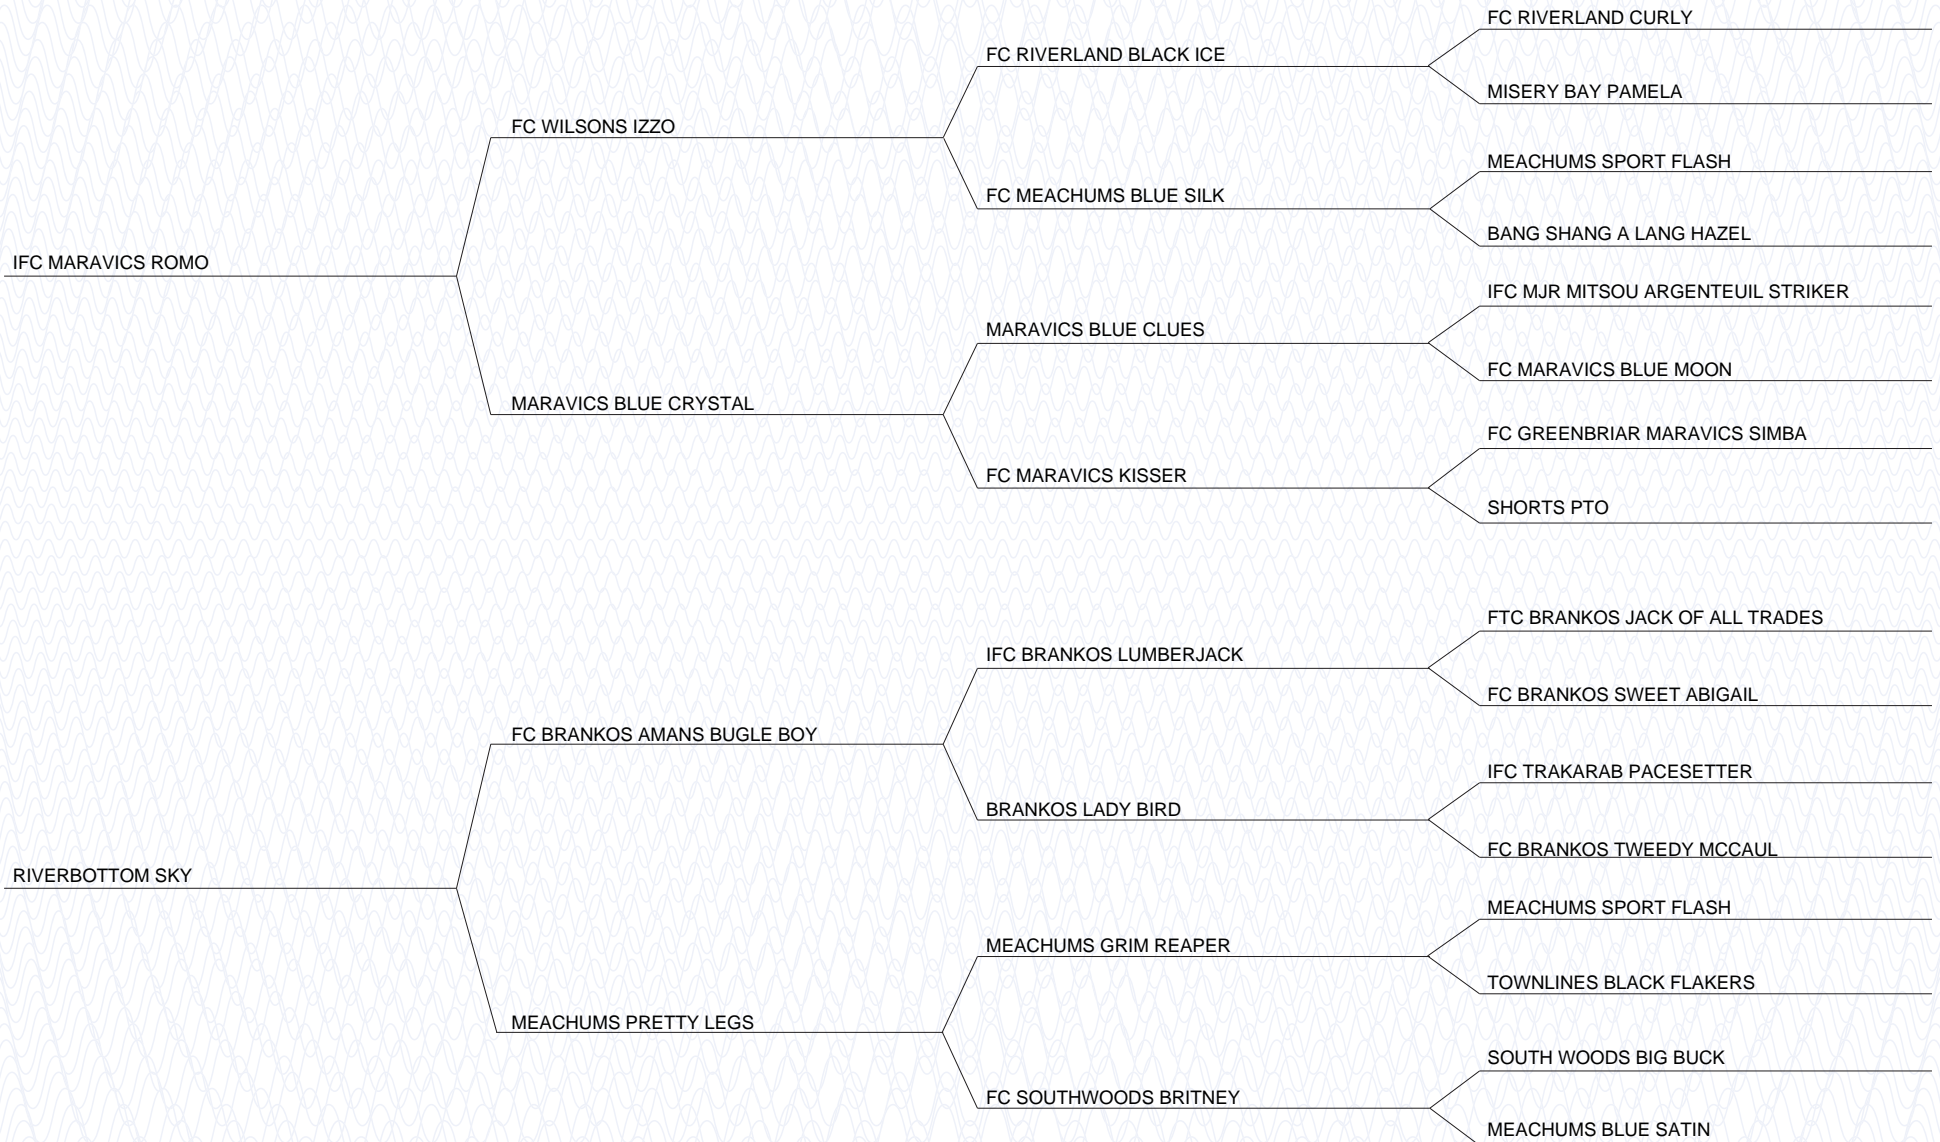 FC RIVERLAND CURLY
FC RIVERLAND BLACK ICE
MISERY BAY PAMELA
FC WILSONS IZZO
MEACHUMS SPORT FLASH
FC MEACHUMS BLUE SILK
BANG SHANG A LANG HAZEL
IFC MARAVICS ROMO
IFC MJR MITSOU ARGENTEUIL STRIKER
MARAVICS BLUE CLUES
FC MARAVICS BLUE MOON
MARAVICS BLUE CRYSTAL
FC GREENBRIAR MARAVICS SIMBA
FC MARAVICS KISSER
SHORTS PTO
FTC BRANKOS JACK OF ALL TRADES
IFC BRANKOS LUMBERJACK
FC BRANKOS SWEET ABIGAIL
FC BRANKOS AMANS BUGLE BOY
IFC TRAKARAB PACESETTER
BRANKOS LADY BIRD
FC BRANKOS TWEEDY MCCAUL
RIVERBOTTOM SKY
MEACHUMS SPORT FLASH
MEACHUMS GRIM REAPER
TOWNLINES BLACK FLAKERS
MEACHUMS PRETTY LEGS
SOUTH WOODS BIG BUCK
FC SOUTHWOODS BRITNEY
MEACHUMS BLUE SATIN